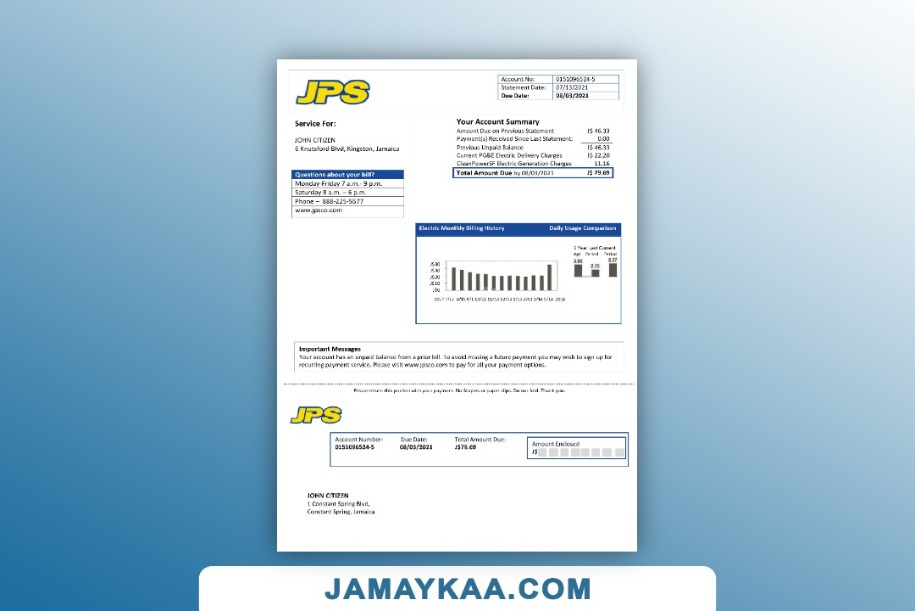 JPS
Account No: 0151096524-5
Statement Date: 07/13/2021
Due Date: 08/03/2021
Service For:
JOHN CITIZEN
6 Knutsford Blvd, Kingston, Jamaica
Your Account Summary
Amount Due on Previous Statement J$ 46.33
Payment(s) Received Since Last Statement: 0.00
Previous Unpaid Balance J$ 46.33
Current PG&E Electric Delivery Charges J$ 22.20
CleanPowerSF Electric Generation Charges 11.16
Total Amount Due by 08/03/2021 J$ 79.69
Questions about your bill?
Monday-Friday 7 a.m.- 9 p.m.
Saturday 8 a.m. – 6 p.m.
Phone – 888-225-5577
www.jpsco.com
Electric Monthly Billing History Daily Usage Comparison
1 Year Last Current
Ago Period Period
Important Messages
Your account has an unpaid balance from a prior bill. To avoid missing a future payment you may wish to sign up for
recurring payment service. Please visit www.jpsco.com to pay for all your payment options.
Please return this portion with your payment. No staples or paper clips. Do not fold. Thank you.
JPS
Account Number: Due Date: Total Amount Due:
0151096524-5 08/03/2021 J$79.69
Amount Enclosed
J$
JOHN CITIZEN
1 Constant Spring Blvd,
Constant Spring, Jamaica
JAMAYKAA.COM